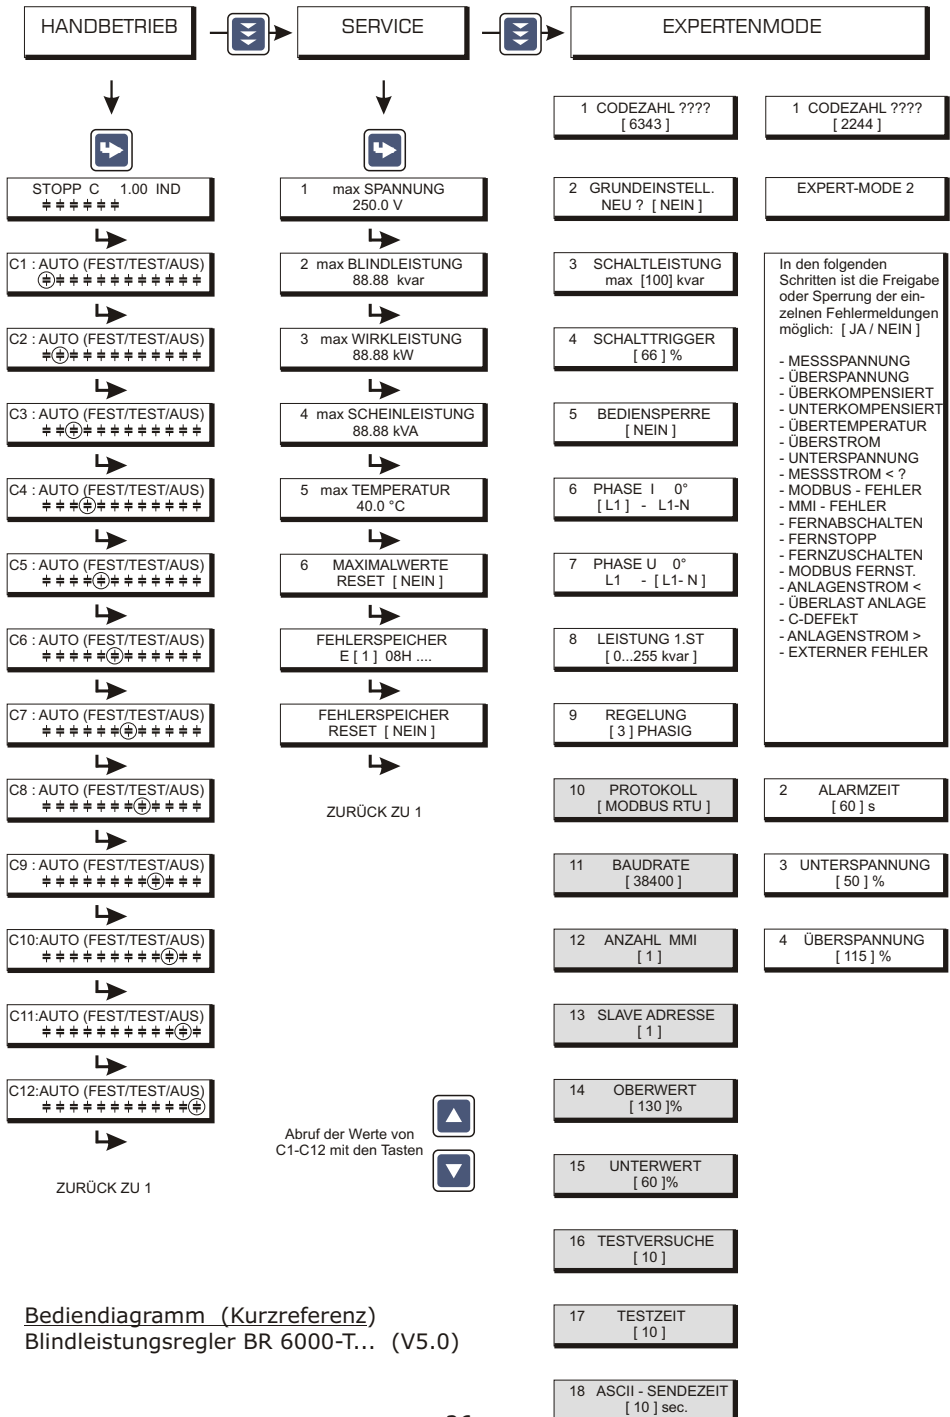 HANDBETRIEB
SERVICE
EXPERTENMODE
STOPP C 1.00 IND
C1 : AUTO (FEST/TEST/AUS)
C2 : AUTO (FEST/TEST/AUS)
C3 : AUTO (FEST/TEST/AUS)
C4 : AUTO (FEST/TEST/AUS)
C5 : AUTO (FEST/TEST/AUS)
C6 : AUTO (FEST/TEST/AUS)
C7 : AUTO (FEST/TEST/AUS)
C8 : AUTO (FEST/TEST/AUS)
C9 : AUTO (FEST/TEST/AUS)
C10:AUTO (FEST/TEST/AUS)
C11:AUTO (FEST/TEST/AUS)
C12:AUTO (FEST/TEST/AUS)
ZURÜCK ZU 1
1 max SPANNUNG
250.0 V
2 max BLINDLEISTUNG
88.88 kvar
3 max WIRKLEISTUNG
88.88 kW
4 max SCHEINLEISTUNG
88.88 kVA
5 max TEMPERATUR
40.0 °C
6 MAXIMALWERTE
RESET [ NEIN ]
FEHLERSPEICHER
E [ 1 ] 08H ....
FEHLERSPEICHER
RESET [ NEIN ]
ZURÜCK ZU 1
Abruf der Werte von
C1-C12 mit den Tasten
1 CODEZAHL ????
[ 6343 ]
2 GRUNDEINSTELL.
NEU ? [ NEIN ]
3 SCHALTLEISTUNG
max [100] kvar
4 SCHALTTRIGGER
[ 66 ] %
5 BEDIENSPERRE
[ NEIN ]
6 PHASE I 0°
[ L1 ] - L1-N
7 PHASE U 0°
L1 - [ L1- N ]
8 LEISTUNG 1.ST
[ 0...255 kvar ]
9 REGELUNG
[ 3 ] PHASIG
10 PROTOKOLL
[ MODBUS RTU ]
11 BAUDRATE
[ 38400 ]
12 ANZAHL MMI
[ 1 ]
13 SLAVE ADRESSE
[ 1 ]
14 OBERWERT
[ 130 ]%
15 UNTERWERT
[ 60 ]%
16 TESTVERSUCHE
[ 10 ]
17 TESTZEIT
[ 10 ]
18 ASCII - SENDEZEIT
[ 10 ] sec.
1 CODEZAHL ????
[ 2244 ]
EXPERT-MODE 2
In den folgenden
Schritten ist die Freigabe
oder Sperrung der ein-
zelnen Fehlermeldungen
möglich: [ JA / NEIN ]
- MESSSPANNUNG
- ÜBERSPANNUNG
- ÜBERKOMPENSIERT
- UNTERKOMPENSIERT
- ÜBERTEMPERATUR
- ÜBERSTROM
- UNTERSPANNUNG
- MESSSTROM < ?
- MODBUS - FEHLER
- MMI - FEHLER
- FERNABSCHALTEN
- FERNSTOPP
- FERNZUSCHALTEN
- MODBUS FERNST.
- ANLAGENSTROM <
- ÜBERLAST ANLAGE
- C-DEFEkT
- ANLAGENSTROM >
- EXTERNER FEHLER
2 ALARMZEIT
[ 60 ] s
3 UNTERSPANNUNG
[ 50 ] %
4 ÜBERSPANNUNG
[ 115 ] %
Bediendiagramm (Kurzreferenz)
Blindleistungsregler BR 6000-T... (V5.0)